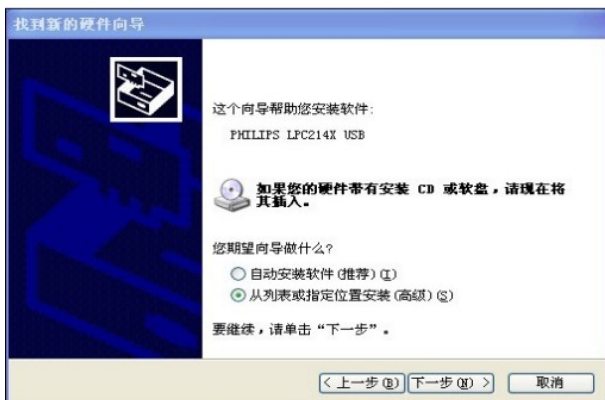 找到新的硬件向导
这个向导帮助您安装软件:
PHILIPS LPC214X USB
如果您的硬件带有安装 CD 或软盘，请现在将
其插入。
您期望向导做什么?
自动安装软件(推荐)(I)
从列表或指定位置安装(高级)(S)
要继续，请单击“下一步”。
< 上一步(B) 下一步(N) > 取消